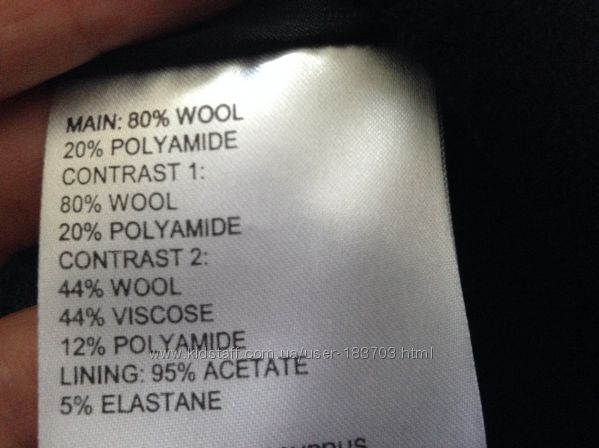 MAIN: 80% WOOL
20% POLYAMIDE
CONTRAST 1:
80% WOOL
20% POLYAMIDE
CONTRAST 2:
44% WOOL
44% VISCOSE
12% POLYAMIDE
www.kidstaff.com.ua/user-183703.html
LINING: 95% ACETATE
5% ELASTANE